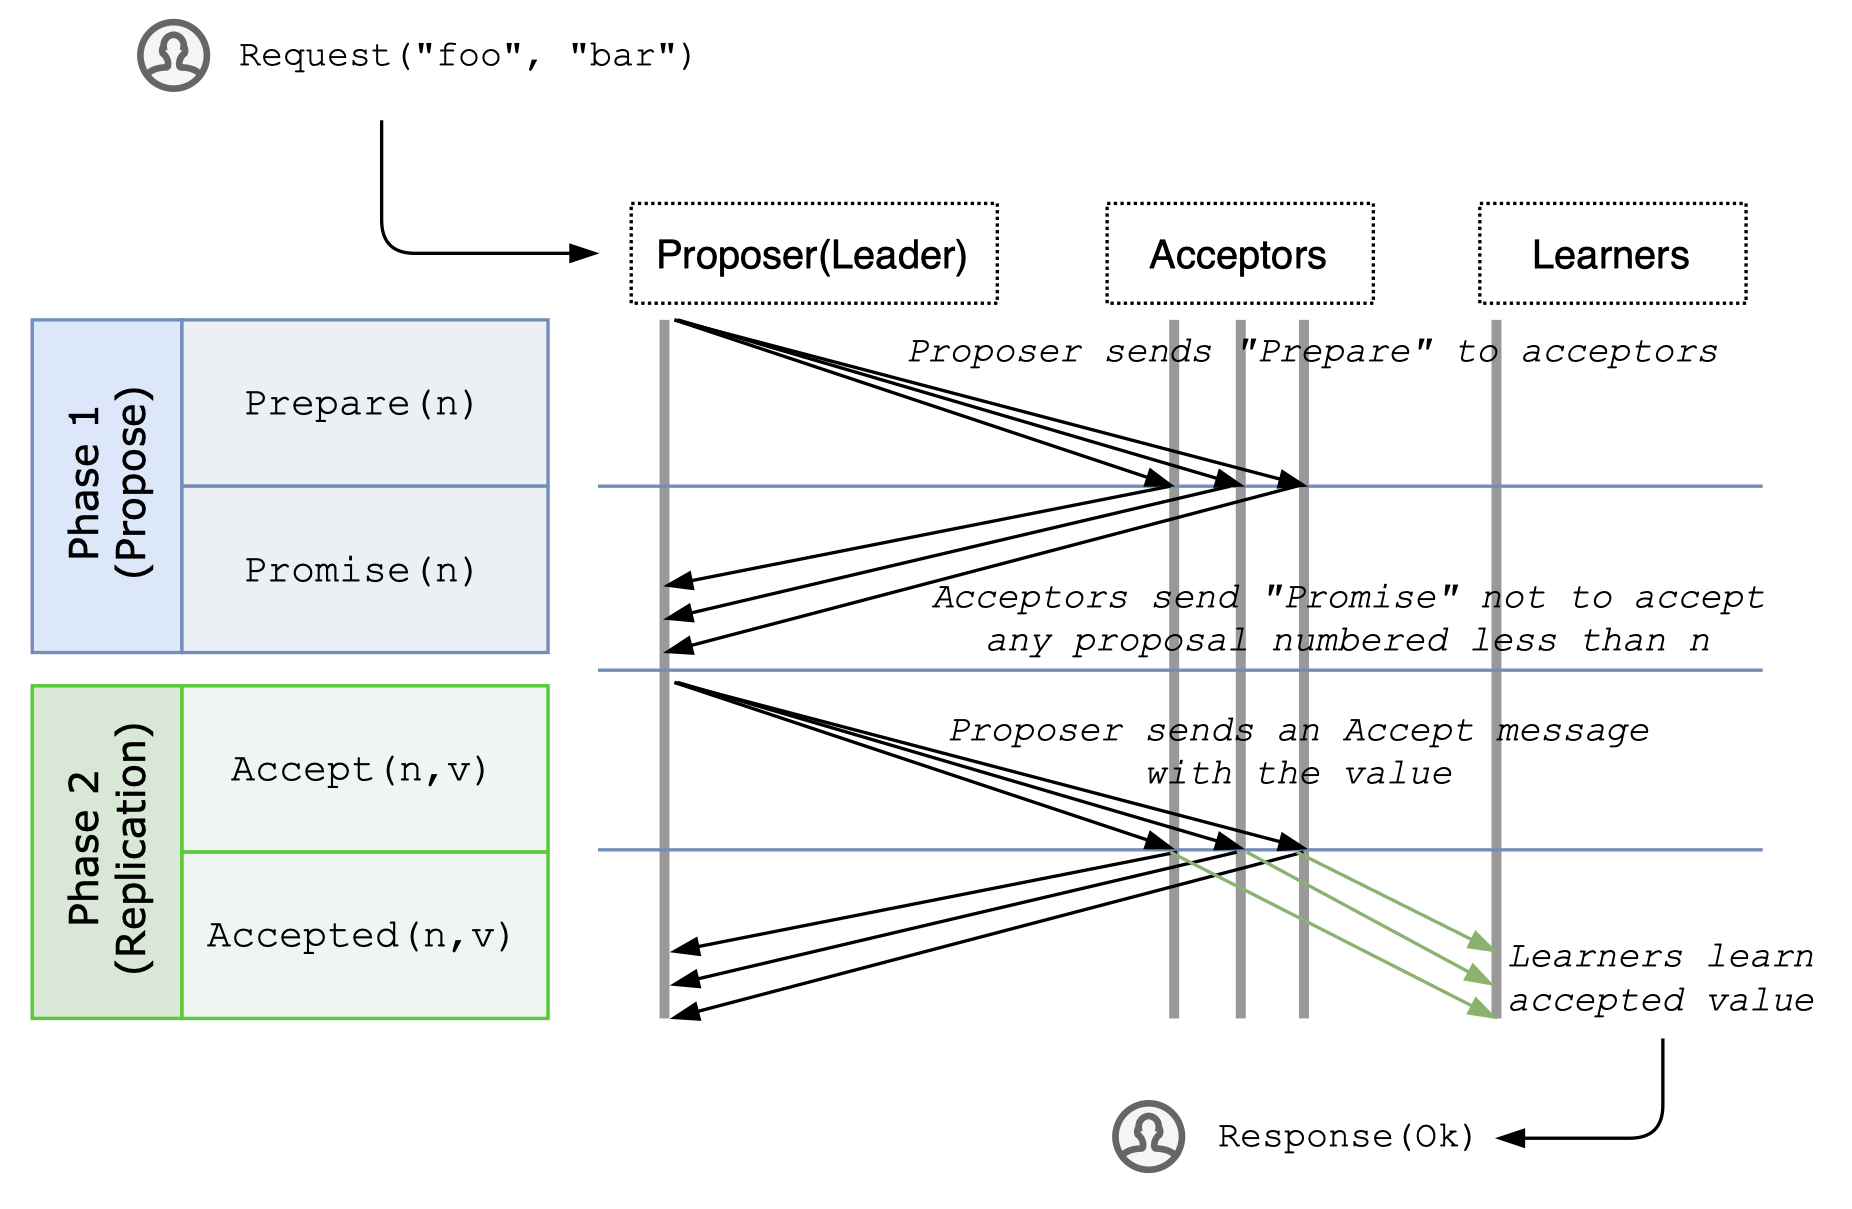 Request("foo", "bar")
Proposer(Leader)
Acceptors
Learners
Phase 1
(Propose)
Prepare(n)
Proposer sends "Prepare" to acceptors
Promise(n)
Acceptors send "Promise" not to accept
any proposal numbered less than n
Phase 2
(Replication)
Accept(n,v)
Proposer sends an Accept message
with the value
Accepted(n,v)
Learners learn
accepted value
Response(Ok)